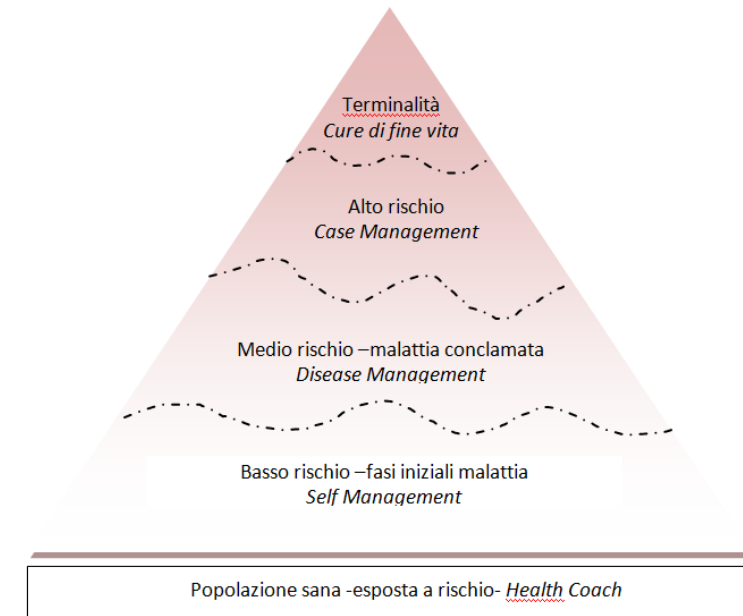 Terminalità
Cure di fine vita
Alto rischio
Case Management
Medio rischio –malattia conclamata
Disease Management
Basso rischio –fasi iniziali malattia
Self Management
Popolazione sana -esposta a rischio- Health Coach